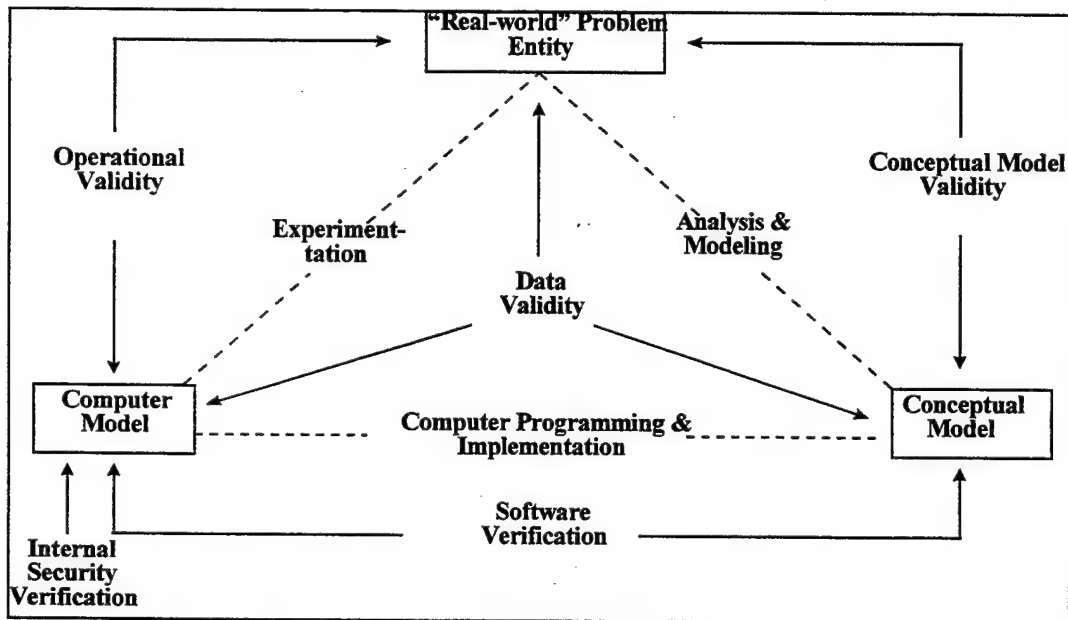 “Real-world” Problem
Entity
Operational
Validity
Conceptual Model
Validity
Experimen-
tation
Analysis &
Modeling
Data
Validity
Computer
Model
Computer Programming &
Implementation
Conceptual
Model
Software
Verification
Internal
Security
Verification